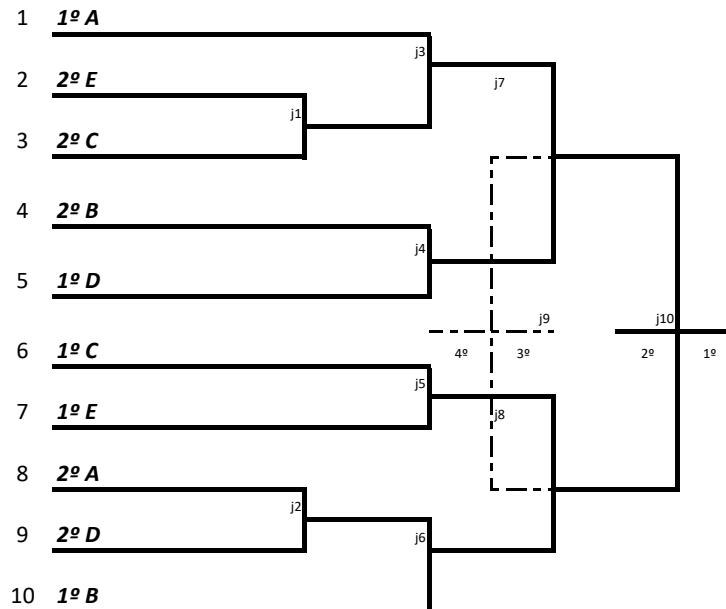 1 1º A
j3
2 2º E
j7
j1
3 2º C
4 2º B
j4
5 1º D
j9 j10
4º 3º 2º 1º
6 1º C
j5
7 1º E
j8
8 2º A
j2
9 2º D
j6
10 1º B